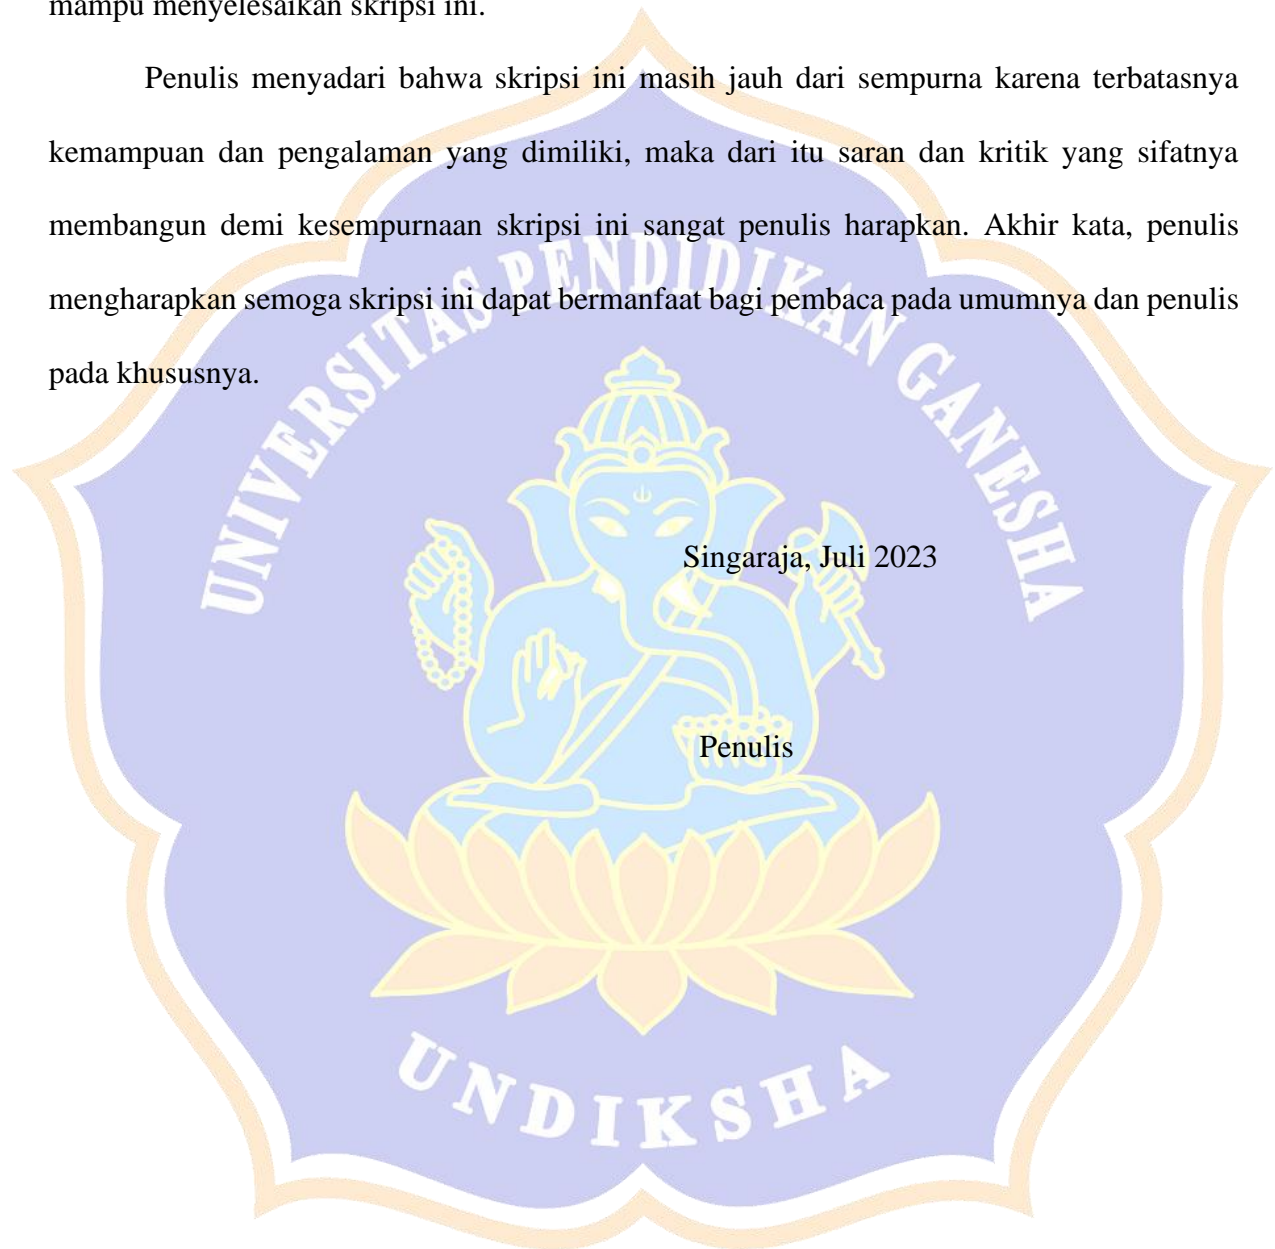 mampu menyelesaikan skripsi ini.
Penulis menyadari bahwa skripsi ini masih jauh dari sempurna karena terbatasnya
kemampuan dan pengalaman yang dimiliki, maka dari itu saran dan kritik yang sifatnya
membangun demi kesempurnaan skripsi ini sangat penulis harapkan. Akhir kata, penulis
mengharapkan semoga skripsi ini dapat bermanfaat bagi pembaca pada umumnya dan penulis
pada khususnya.
UNIVERSITAS PENDIDIKAN GANESHA
Singaraja, Juli 2023
Penulis
UNDIKSHA